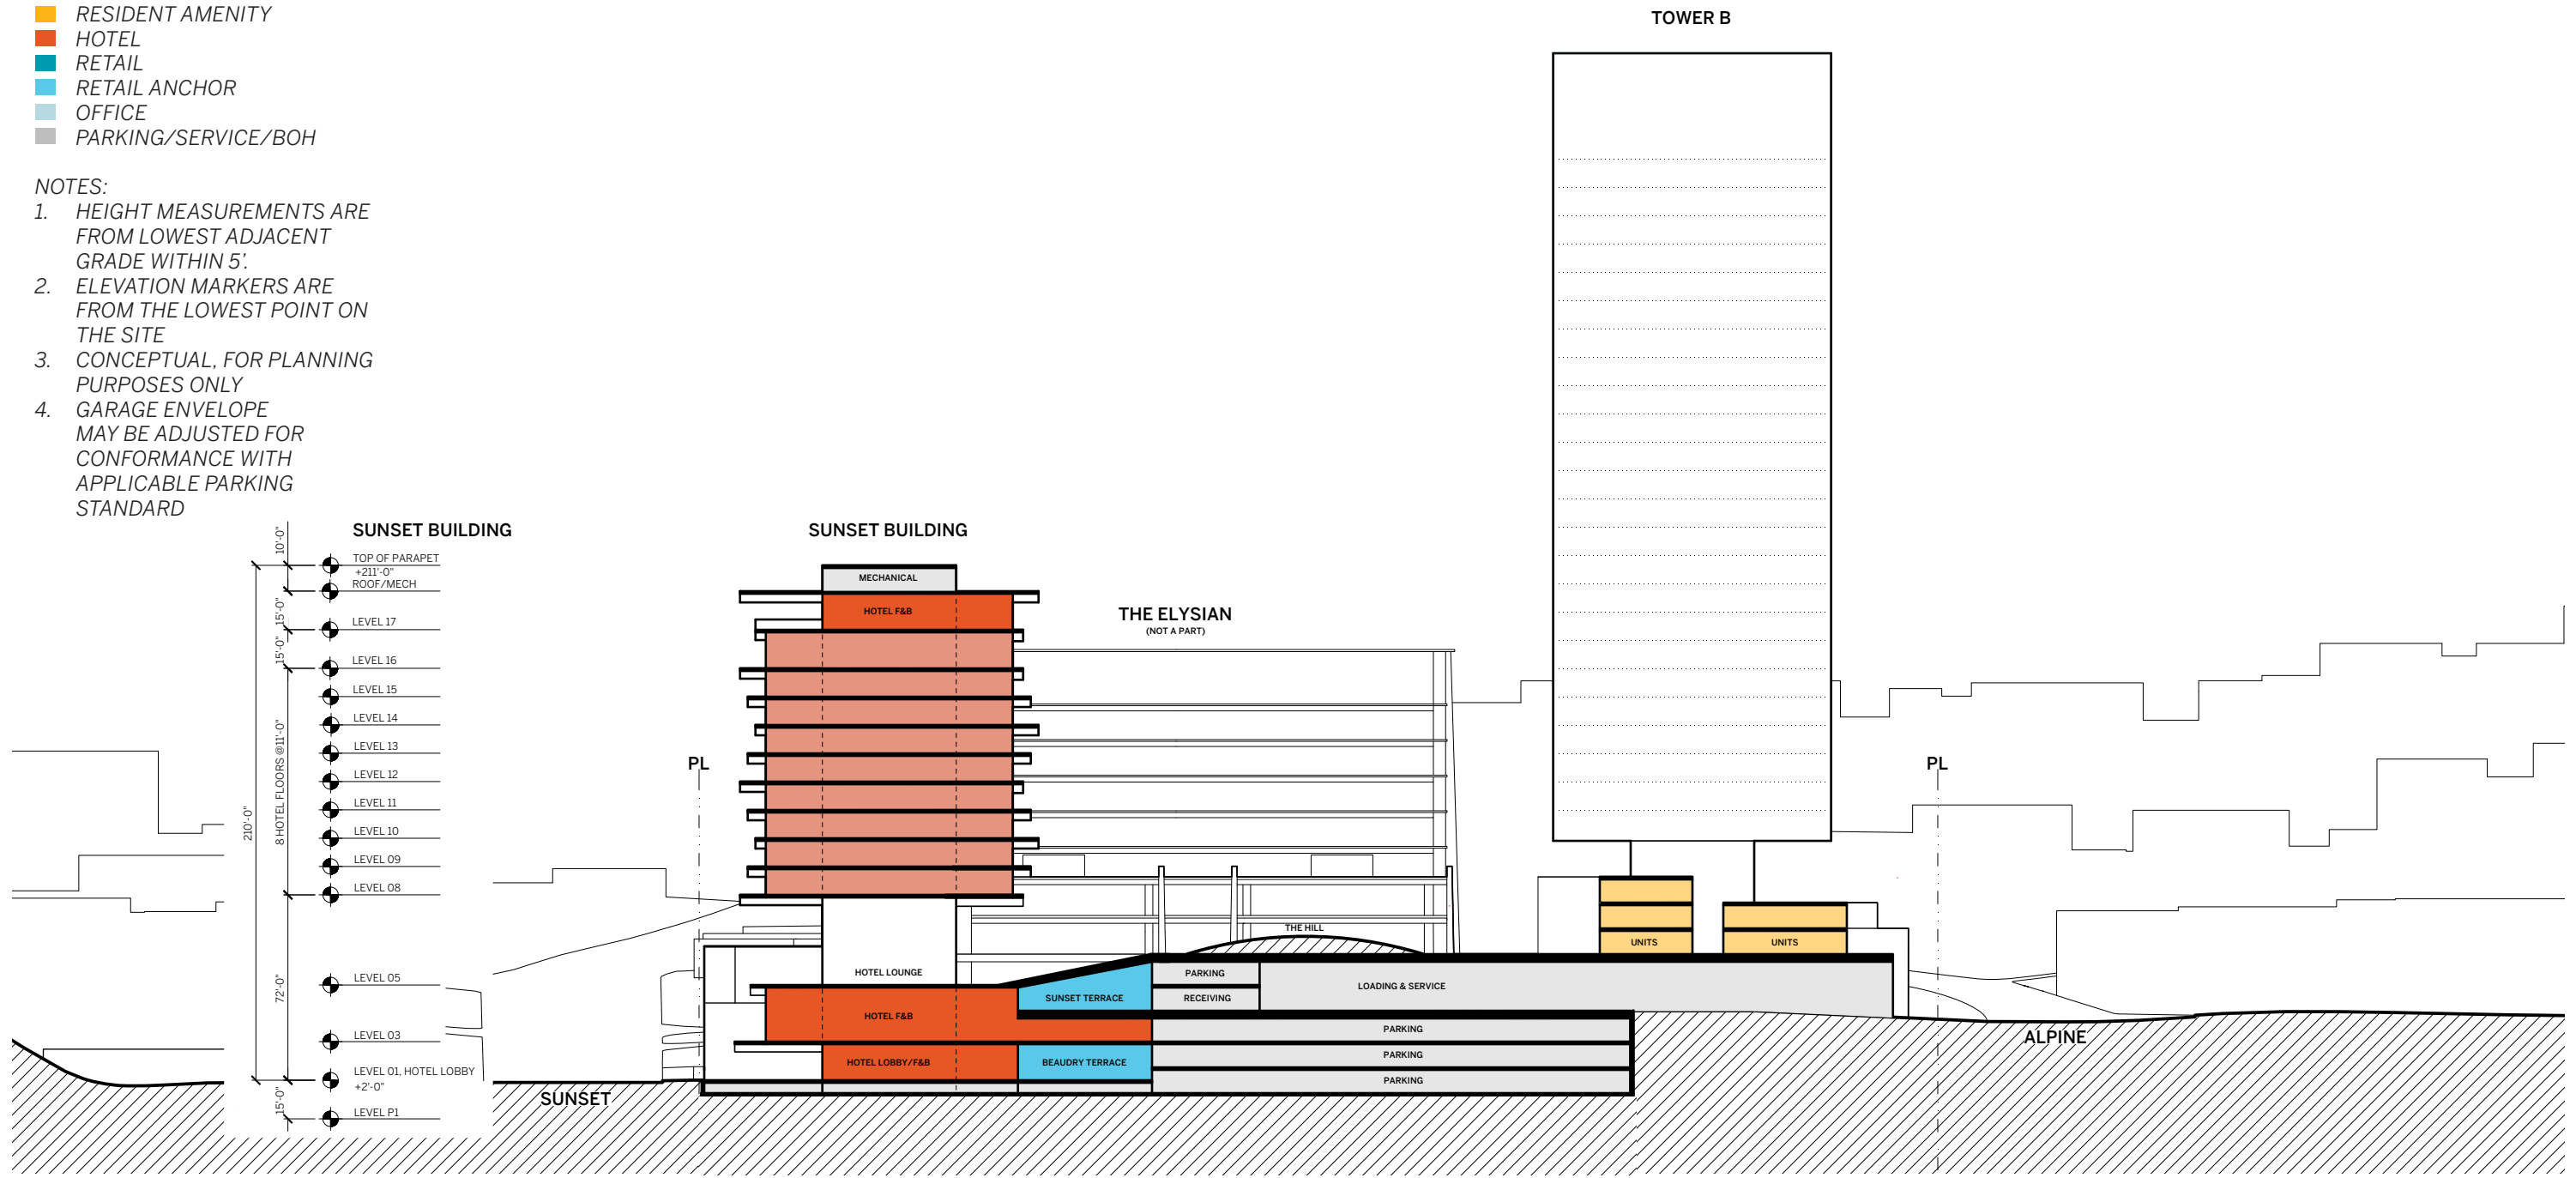 RESIDENT AMENITY
HOTEL
RETAIL
RETAIL ANCHOR
OFFICE
PARKING/SERVICE/BOH
NOTES:
1. HEIGHT MEASUREMENTS ARE
FROM LOWEST ADJACENT
GRADE WITHIN 5'.
2. ELEVATION MARKERS ARE
FROM THE LOWEST POINT ON
THE SITE
3. CONCEPTUAL, FOR PLANNING
PURPOSES ONLY
4. GARAGE ENVELOPE
MAY BE ADJUSTED FOR
CONFORMANCE WITH
APPLICABLE PARKING
STANDARD
SUNSET BUILDING
TOP OF PARAPET
+211'-0"
ROOF/MECH
LEVEL 17
LEVEL 16
LEVEL 15
LEVEL 14
LEVEL 13
LEVEL 12
LEVEL 11
LEVEL 10
LEVEL 09
LEVEL 08
LEVEL 05
LEVEL 03
LEVEL 01, HOTEL LOBBY
+2'-0"
LEVEL P1
10'-0"
15'-0"
15'-0"
8 HOTEL FLOORS @11'-0"
210'-0"
72'-0"
15'-0"
SUNSET BUILDING
MECHANICAL
HOTEL F&B
HOTEL LOUNGE
HOTEL F&B
HOTEL LOBBY/F&B
SUNSET TERRACE
BEAUDRY TERRACE
PL
SUNSET
THE ELYSIAN
(NOT A PART)
THE HILL
PARKING
RECEIVING
LOADING & SERVICE
PARKING
PARKING
PARKING
TOWER B
UNITS
UNITS
PL
ALPINE